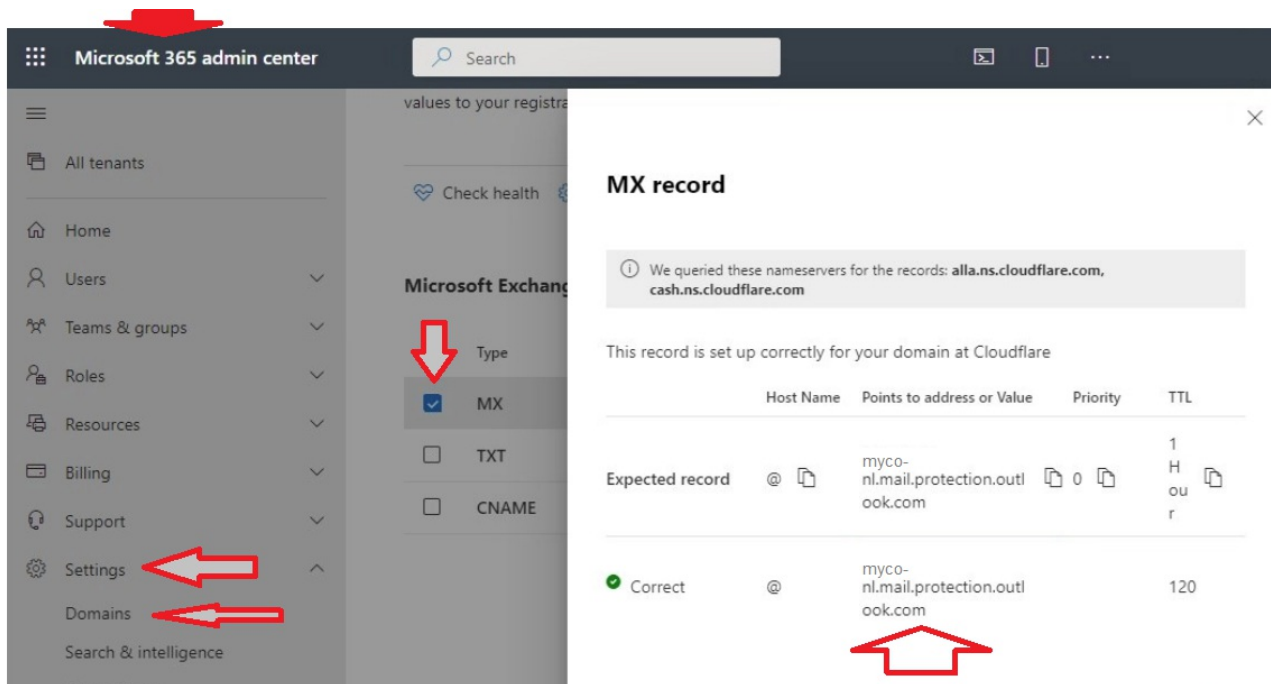 Microsoft 365 admin center
Search
All tenants
Home
Users
Teams & groups
Roles
Resources
Billing
Support
Settings
Domains
Search & intelligence
values to your registra
Check health
Microsoft Exchang
Type
MX
TXT
CNAME
MX record
We queried these nameservers for the records: alla.ns.cloudflare.com,
cash.ns.cloudflare.com
This record is set up correctly for your domain at Cloudflare
Host Name Points to address or Value Priority TTL
Expected record @ myco-
nl.mail.protection.outl
ook.com 0 1
H
ou
r
Correct @ myco-
nl.mail.protection.outl
ook.com 120